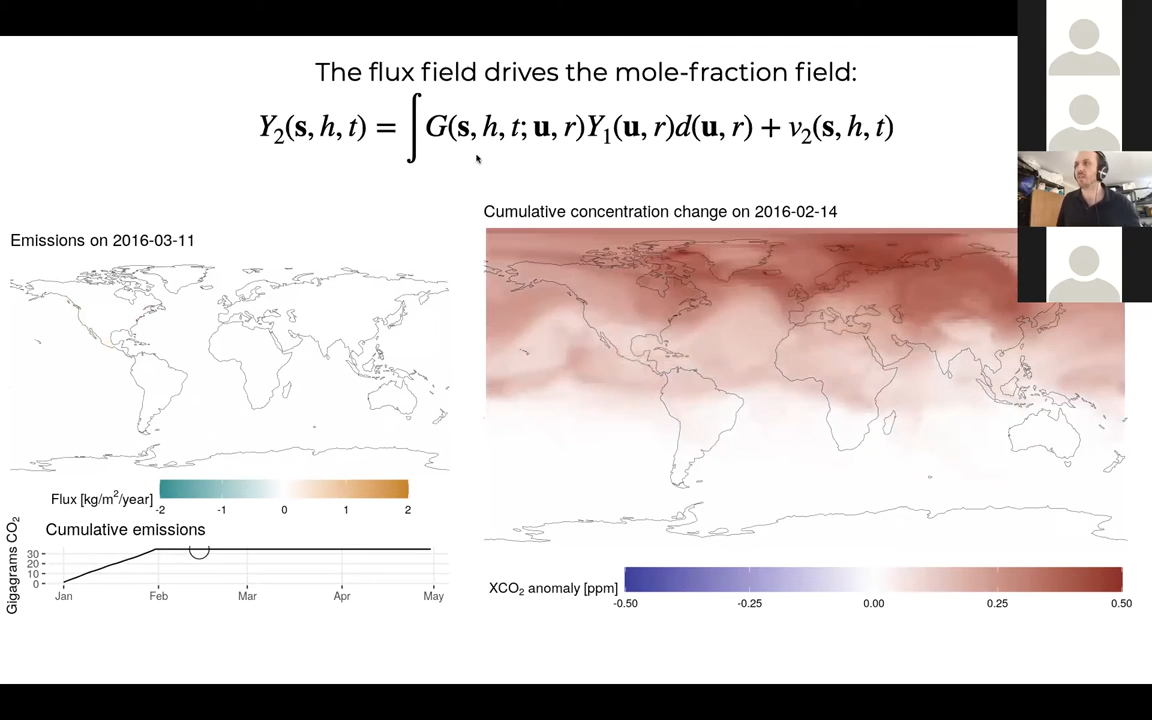 The flux field drives the mole-fraction field:
Y₂(s, h, t) = ∫ G(s, h, t; u, r)Y₁(u, r)d(u, r) + v₂(s, h, t)
Emissions on 2016-03-11
Flux [kg/m²/year]
-2 -1 0 1 2
Cumulative emissions
Gigagrams CO₂
30
20
10
0
Jan Feb Mar Apr May
Cumulative concentration change on 2016-02-14
XCO₂ anomaly [ppm]
-0.50 -0.25 0.00 0.25 0.50